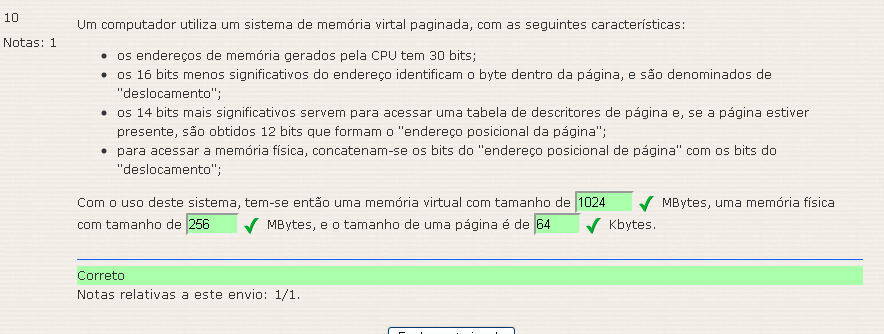 10
Notas: 1
Um computador utiliza um sistema de memória virtal paginada, com as seguintes características:
• os endereços de memória gerados pela CPU tem 30 bits;
• os 16 bits menos significativos do endereço identificam o byte dentro da página, e são denominados de
"deslocamento";
• os 14 bits mais significativos servem para acessar uma tabela de descritores de página e, se a página estiver
presente, são obtidos 12 bits que formam o "endereço posicional da página";
• para acessar a memória física, concatenam-se os bits do "endereço posicional de página" com os bits do
"deslocamento";
Com o uso deste sistema, tem-se então uma memória virtual com tamanho de 1024 ✓ MBytes, uma memória física
com tamanho de 256 ✓ MBytes, e o tamanho de uma página é de 64 ✓ Kbytes.
Correto
Notas relativas a este envio: 1/1.